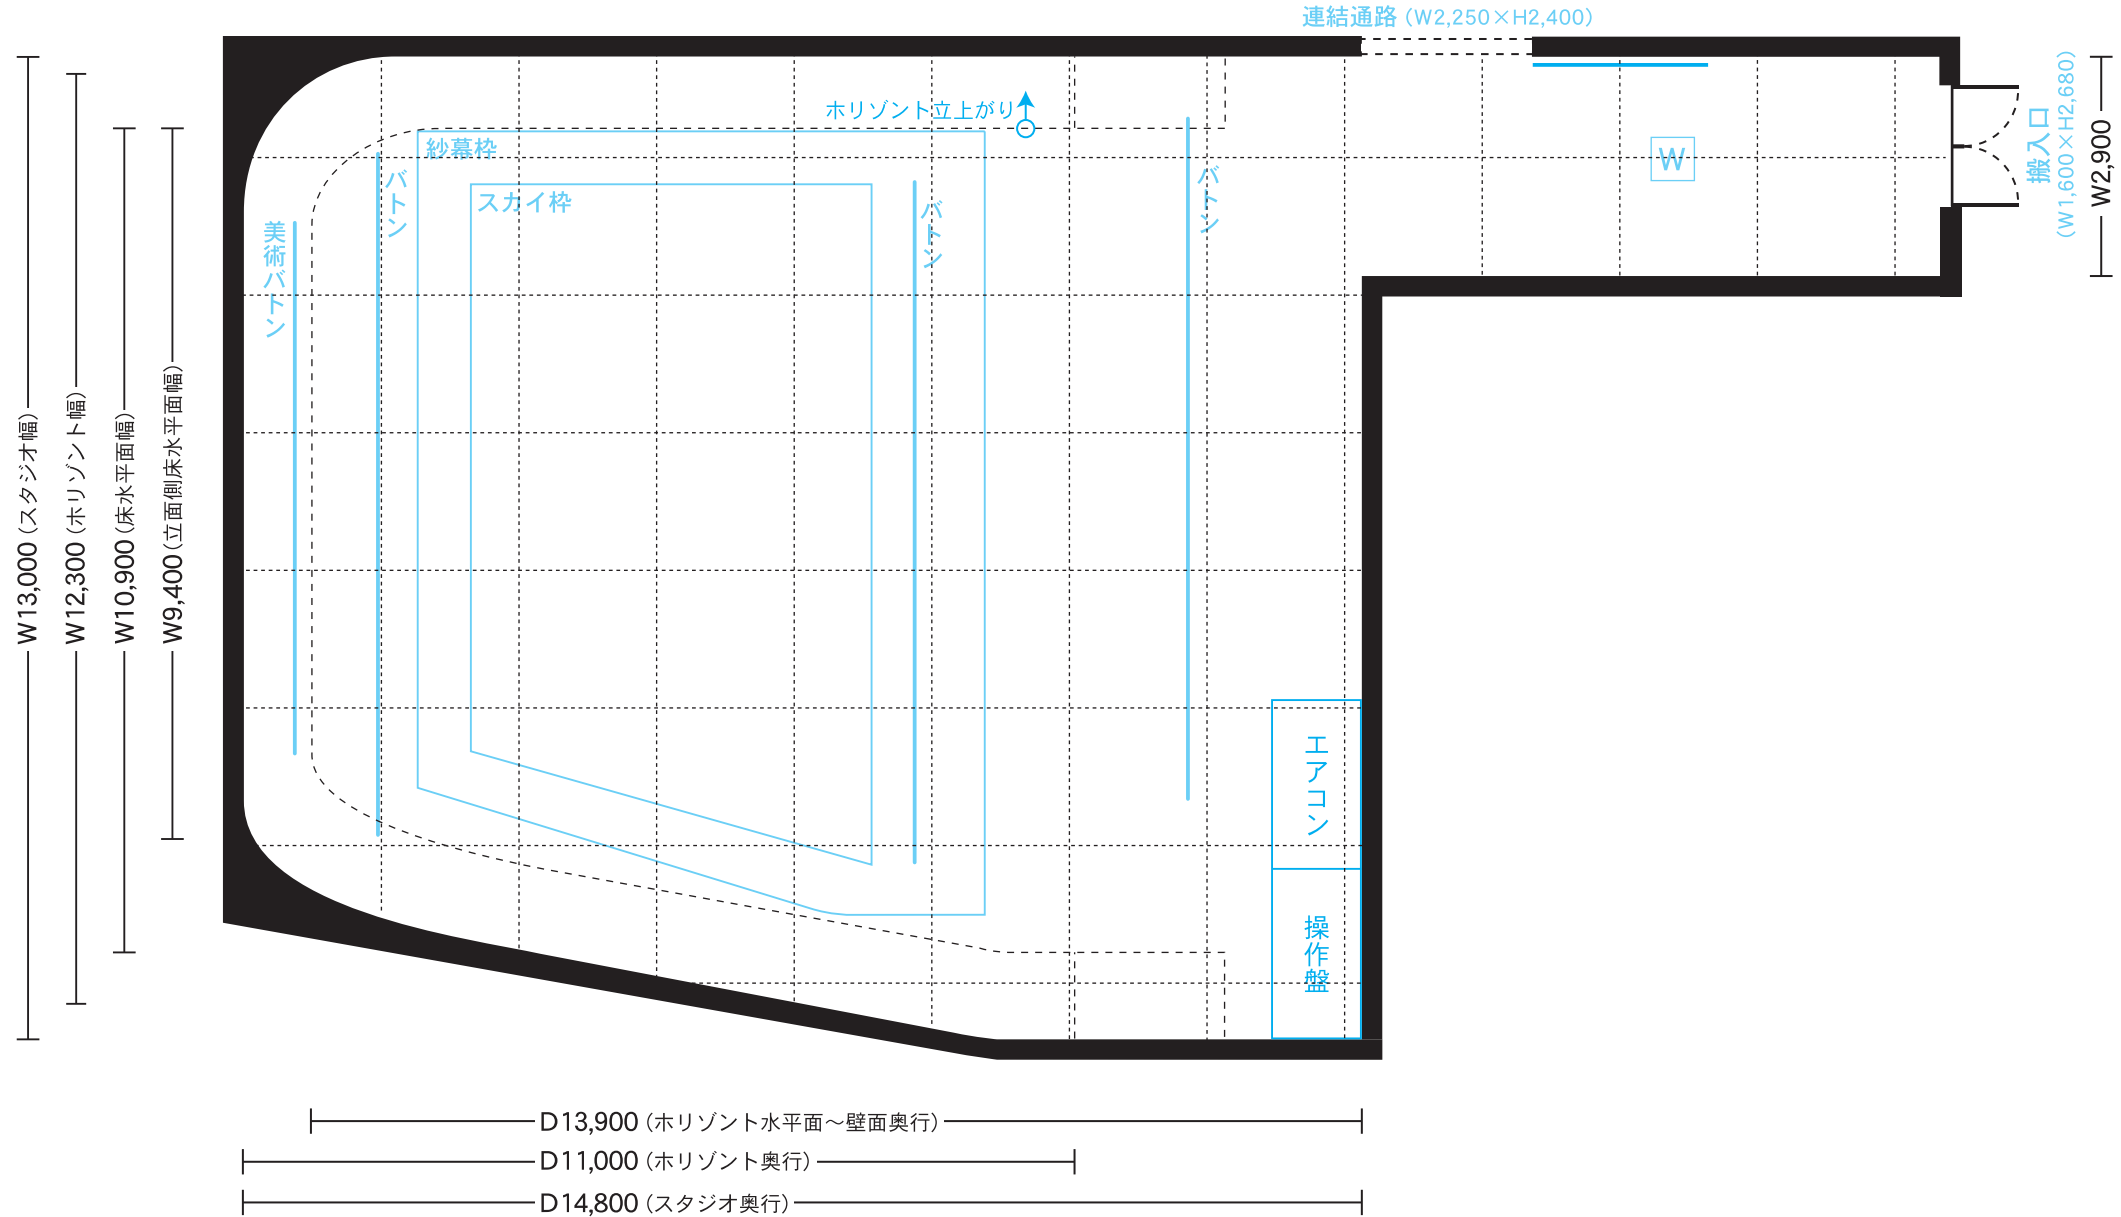 連結通路（W2,250×H2,400）
ホリゾント立上がり
紗幕枠
スカイ枠
バトン
バトン
バトン
美術バトン
W
搬入口
（W1,600×H2,680）
W2,900
W13,000（スタジオ幅）
W12,300（ホリゾント幅）
W10,900（床水平面幅）
W9,400（立面側床水平面幅）
エアコン
操作盤
D13,900（ホリゾント水平面～壁面奥行）
D11,000（ホリゾント奥行）
D14,800（スタジオ奥行）